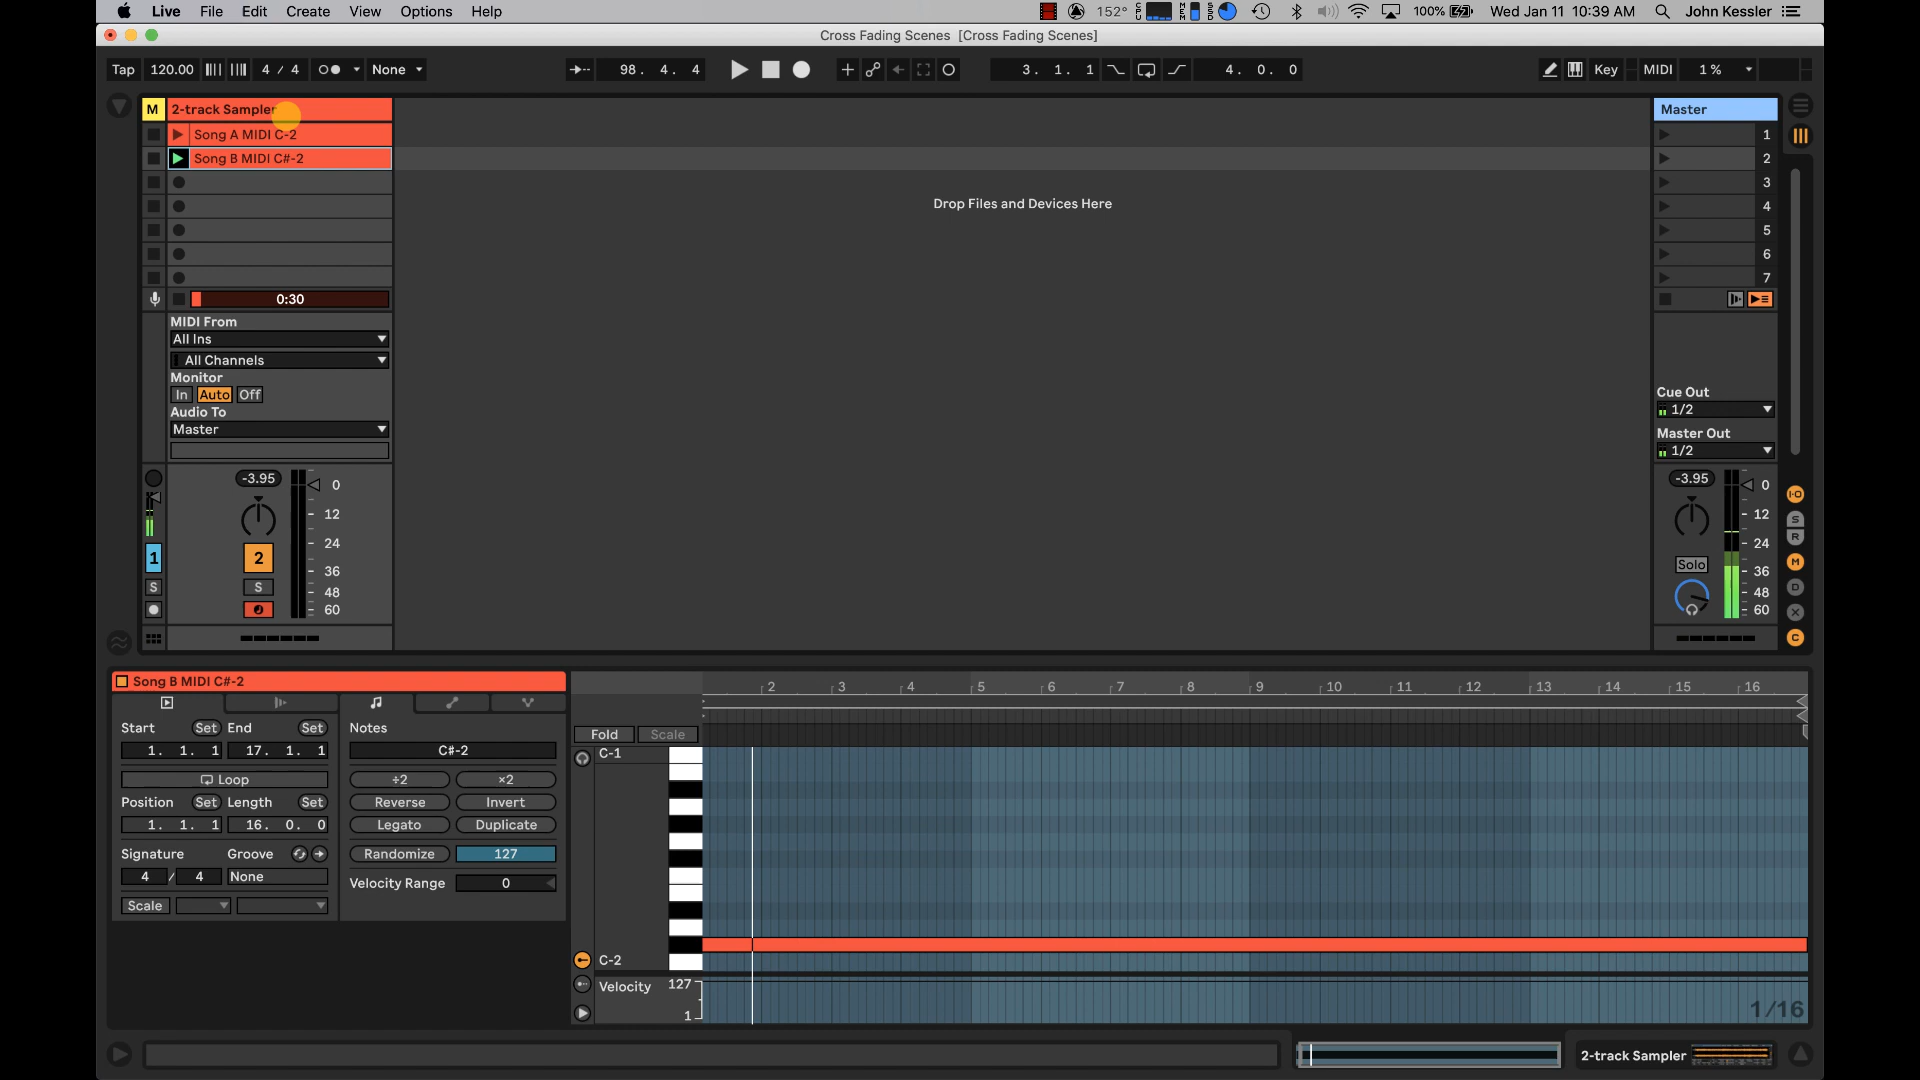 Live File Edit Create View Options Help 152° CPU MEM SSD 100% Wed Jan 11 10:39 AM John Kessler
Cross Fading Scenes [Cross Fading Scenes]
Tap 120.00 4 / 4 None 98. 4. 4 3. 1. 1 4. 0. 0 Key MIDI 1 %
M 2-track Sampler Master
Song A MIDI C-2 1
Song B MIDI C#-2 2
Drop Files and Devices Here
3
4
5
6
7
0:30
MIDI From
All Ins
All Channels
Monitor
In Auto Off
Audio To
Master
Cue Out
1/2
Master Out
1/2
-3.95 0 -3.95 0
12 12
24 24
1 2 36 Solo 36
S S 48 48
60 60
I-O
S
R
M
D
X
C
Song B MIDI C#-2
Start Set End Set Notes
1. 1. 1 17. 1. 1 C#-2
Loop ÷2 ×2
Position Set Length Set Reverse Invert
1. 1. 1 16. 0. 0 Legato Duplicate
Signature Groove Randomize 127
4 / 4 None Velocity Range 0
Scale
2 3 4 5 6 7 8 9 10 11 12 13 14 15 16
Fold Scale
C-1
C-2
Velocity 127
1
1/16
2-track Sampler